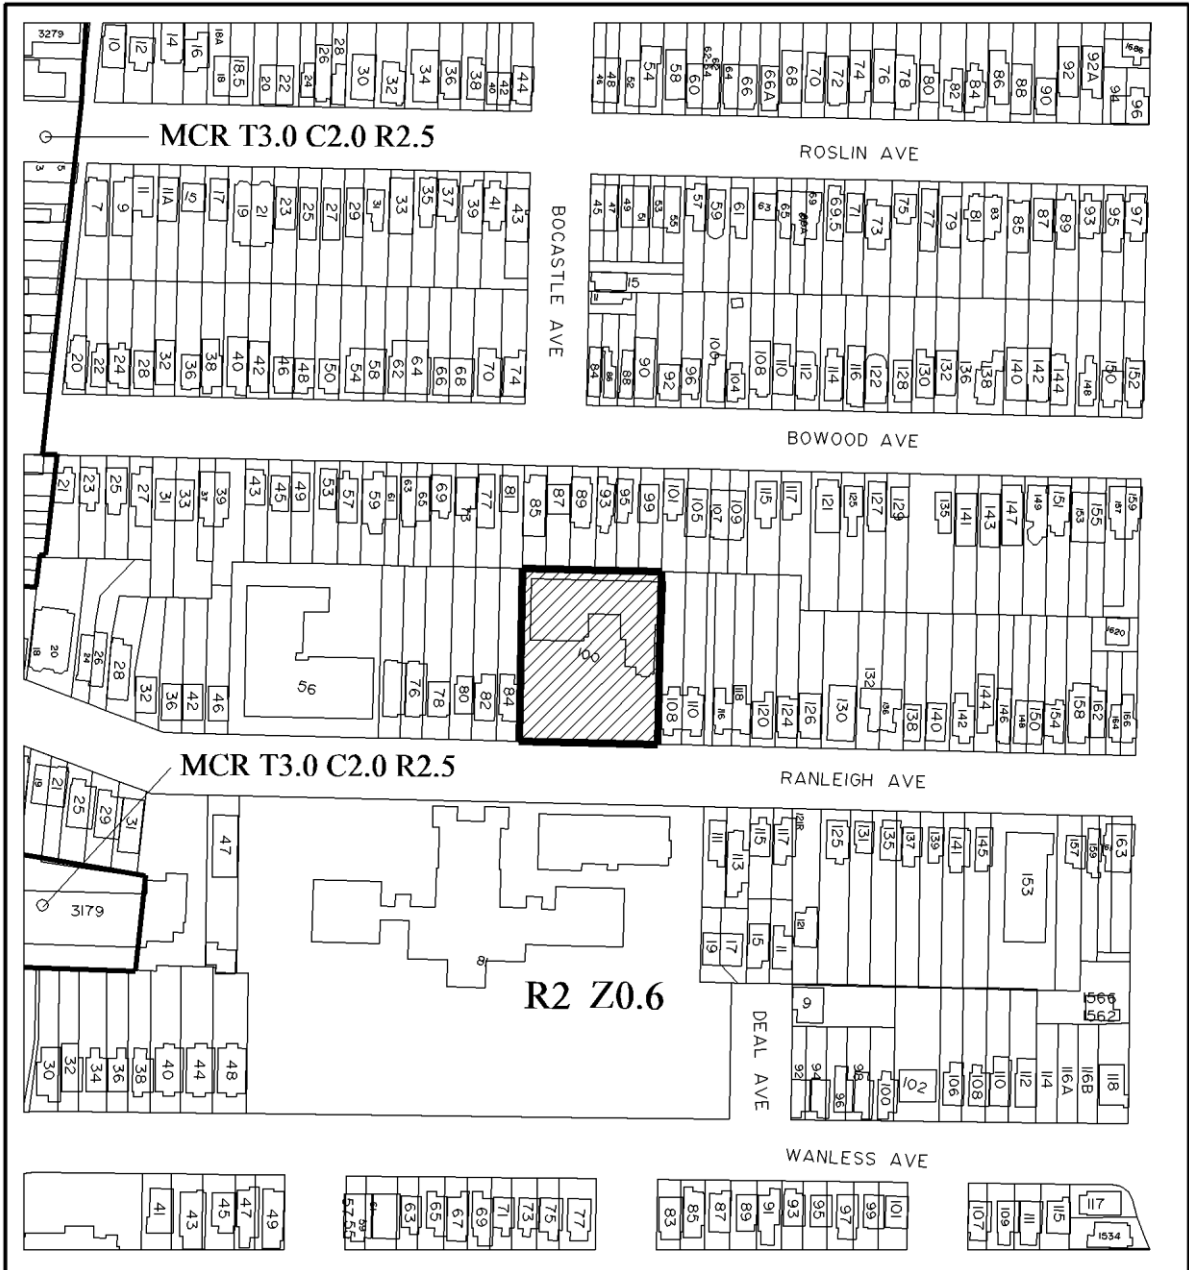 3279 10 12 14 16 18A 18 18.5 20 22 24 26 28 30 32 34 36 38 40 42 44 46 48 52 54 58 60 62-64 64 66 66A 68 70 72 74 76 78 80 82 84 86 88 90 92 92A 94 96 1686
MCR T3.0 C2.0 R2.5
ROSLIN AVE
3 5 7 9 11 11A 15 17 19 21 23 25 27 29 31 33 35 37 39 41 43 45 47 49 51 53 55 57 59 61 63 65 69 69A 69.5 71 73 75 77 79 81 83 85 87 89 93 95 97
BOCASTLE AVE
15
11
20 22 24 28 32 36 38 40 42 46 48 50 54 58 62 64 66 68 70 74 84 86 88 90 92 96 100 104 108 110 112 114 116 122 128 130 132 136 138 140 142 144 148 150 152
BOWOOD AVE
21 23 25 27 31 33 37 39 43 45 49 53 57 59 61 63 65 69 73 77 81 85 87 89 93 95 99 101 105 107 109 115 117 121 125 127 129 135 141 143 147 149 151 153 155 157 159
1620
18 20 24 26 28 32 36 42 46 56 76 78 80 82 84 100 108 110 116 118 120 124 126 130 132 136 138 140 142 144 146 148 150 154 158 162 164 166
MCR T3.0 C2.0 R2.5
RANLEIGH AVE
19 21 25 29 31 47 111 113 115 117 121R 125 131 135 137 139 141 145 153 157 159 163
3179
8
19 17 15 11 121
R2 Z0.6
DEAL AVE
9
1566
1562
30 32 34 36 38 40 44 48 92 94 96 98 100 102 106 108 110 112 114 116A 116B 118
WANLESS AVE
41 43 45 47 49 57.55 59 61 63 65 67 69 71 73 75 77 83 85 87 89 91 93 95 97 99 101 107 109 111 115 117
1534